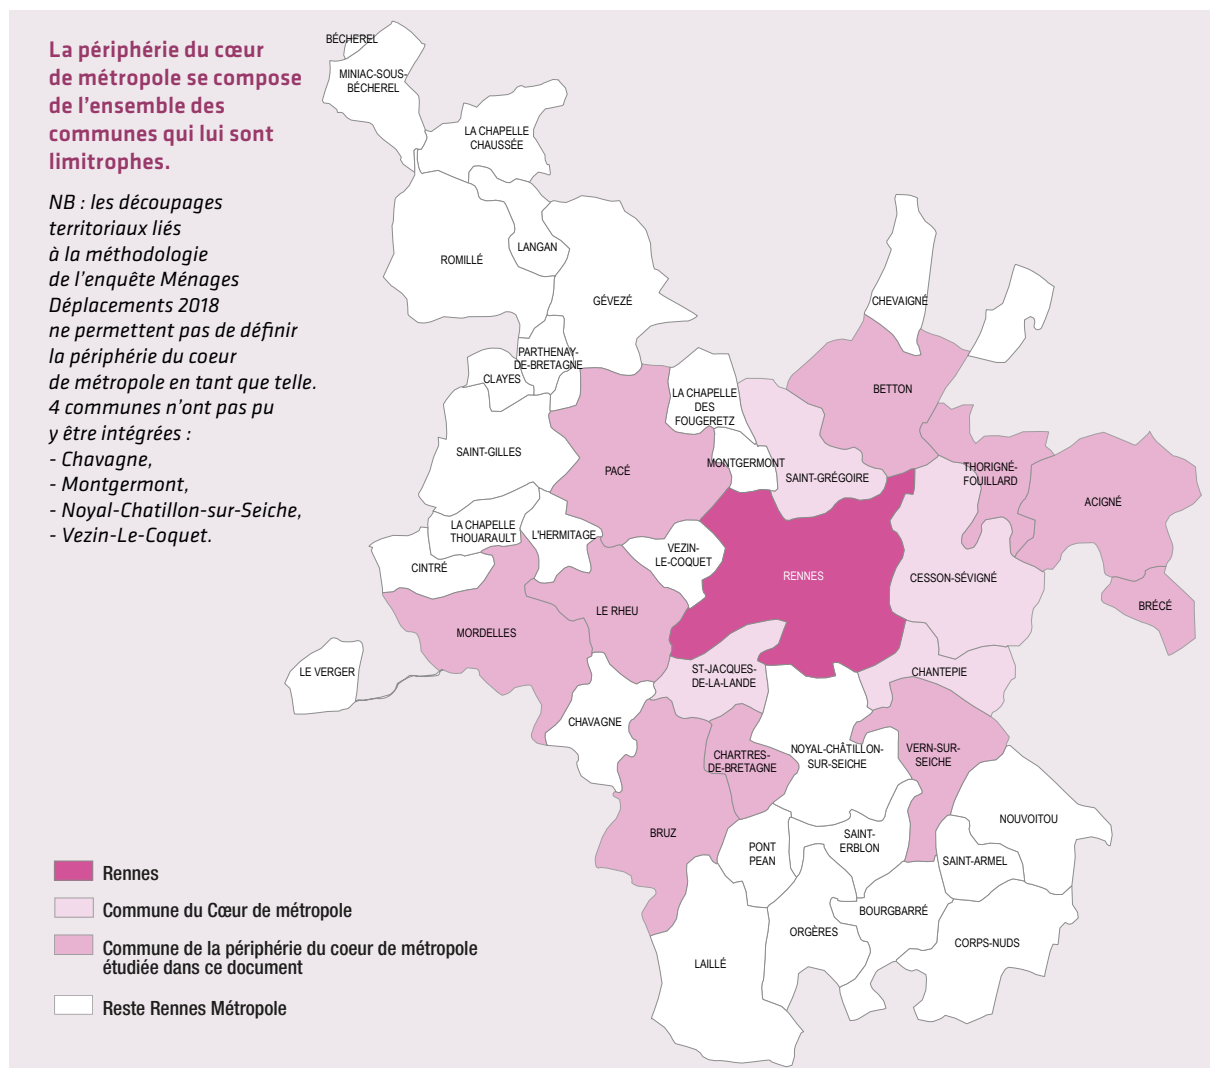 La périphérie du cœur
de métropole se compose
de l’ensemble des
communes qui lui sont
limitrophes.
NB : les découpages
territoriaux liés
à la méthodologie
de l’enquête Ménages
Déplacements 2018
ne permettent pas de définir
la périphérie du coeur
de métropole en tant que telle.
4 communes n’ont pas pu
y être intégrées :
- Chavagne,
- Montgermont,
- Noyal-Chatillon-sur-Seiche,
- Vezin-Le-Coquet.
BÉCHEREL
MINIAC-SOUS-
BÉCHEREL
LA CHAPELLE
CHAUSSÉE
LANGAN
ROMILLÉ
GÉVEZÉ
CHEVAIGNÉ
PARTHENAY-
DE-BRETAGNE
CLAYES
LA CHAPELLE
DES
FOUGERETZ
BETTON
SAINT-GILLES
PACÉ
MONTGERMONT
SAINT-GRÉGOIRE
THORIGNÉ-
FOUILLARD
ACIGNÉ
LA CHAPELLE
THOUARAULT
L'HERMITAGE
VEZIN-
LE-COQUET
CINTRÉ
RENNES
CESSON-SÉVIGNÉ
BRÉCÉ
LE RHEU
MORDELLES
LE VERGER
ST-JACQUES-
DE-LA-LANDE
CHANTEPIE
CHAVAGNE
CHARTRES-
DE-BRETAGNE
NOYAL-CHÂTILLON-
SUR-SEICHE
VERN-SUR-
SEICHE
BRUZ
PONT
PEAN
SAINT-
ERBLON
NOUVOITOU
SAINT-ARMEL
BOURGBARRÉ
ORGÈRES
CORPS-NUDS
LAILLÉ
Rennes
Commune du Cœur de métropole
Commune de la périphérie du coeur de métropole
étudiée dans ce document
Reste Rennes Métropole